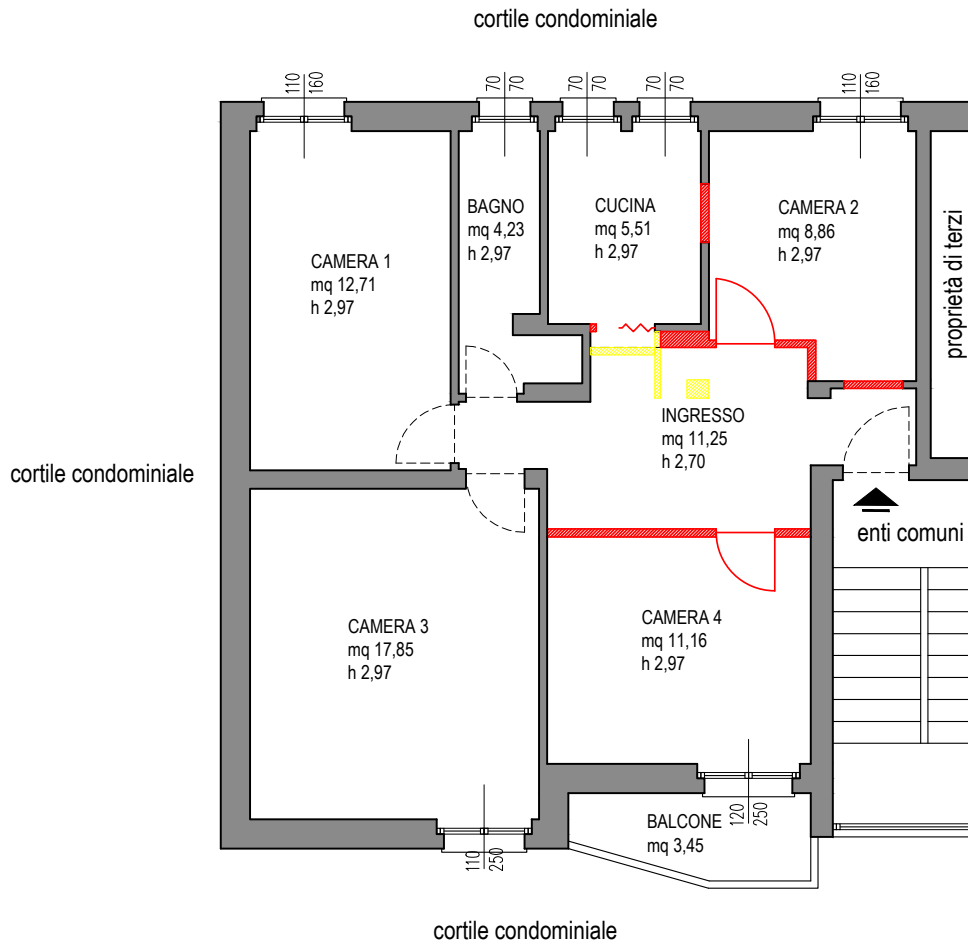 cortile condominiale
110
160
70
70
70
70
70
70
110
160
BAGNO
mq 4,23
h 2,97
CUCINA
mq 5,51
h 2,97
CAMERA 2
mq 8,86
h 2,97
proprietà di terzi
CAMERA 1
mq 12,71
h 2,97
INGRESSO
mq 11,25
h 2,70
cortile condominiale
enti comuni
CAMERA 3
mq 17,85
h 2,97
CAMERA 4
mq 11,16
h 2,97
BALCONE
mq 3,45
120
250
110
250
cortile condominiale